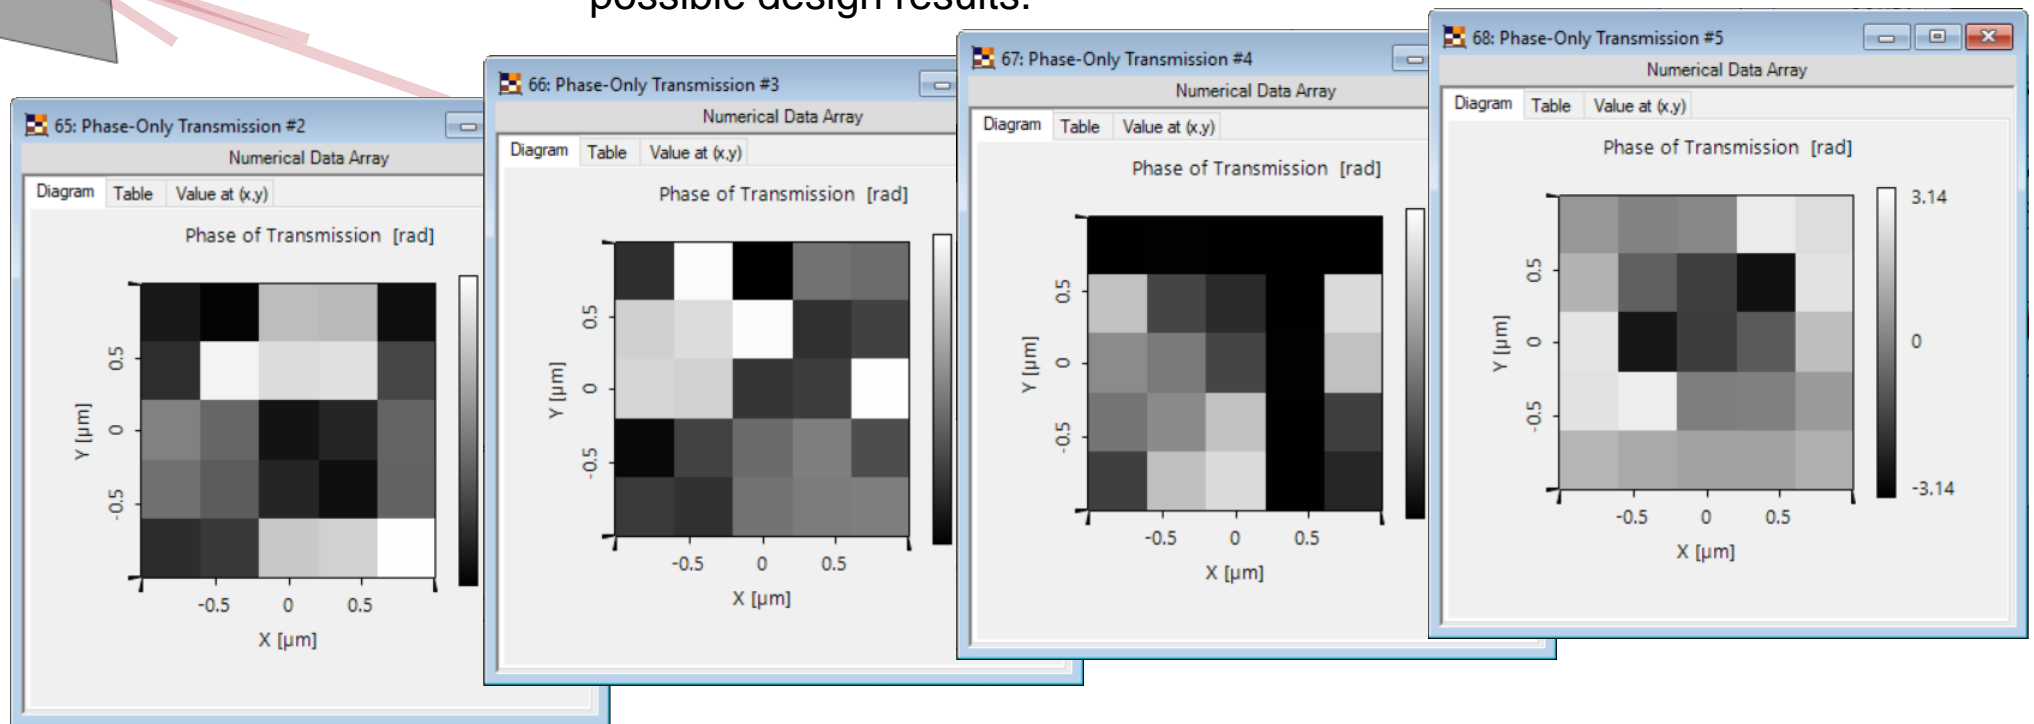 possible design results.
65: Phase-Only Transmission #2
Numerical Data Array
Diagram Table Value at (x,y)
Phase of Transmission [rad]
Y [µm]
0.5
0
-0.5
-0.5 0 0.5
X [µm]
66: Phase-Only Transmission #3
Numerical Data Array
Diagram Table Value at (x,y)
Phase of Transmission [rad]
Y [µm]
0.5
0
-0.5
-0.5 0 0.5
X [µm]
67: Phase-Only Transmission #4
Numerical Data Array
Diagram Table Value at (x,y)
Phase of Transmission [rad]
Y [µm]
0.5
0
-0.5
-0.5 0 0.5
X [µm]
68: Phase-Only Transmission #5
Numerical Data Array
Diagram Table Value at (x,y)
Phase of Transmission [rad]
Y [µm]
0.5
0
-0.5
-0.5 0 0.5
X [µm]
3.14
0
-3.14